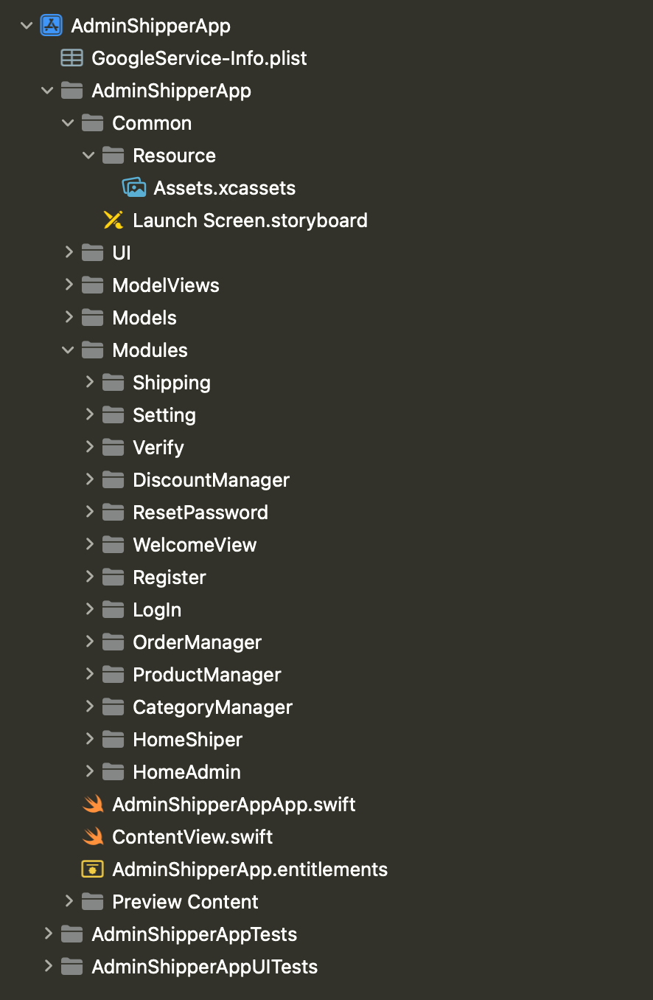 AdminShipperApp
GoogleService-Info.plist
AdminShipperApp
Common
Resource
Assets.xcassets
Launch Screen.storyboard
UI
ModelViews
Models
Modules
Shipping
Setting
Verify
DiscountManager
ResetPassword
WelcomeView
Register
LogIn
OrderManager
ProductManager
CategoryManager
HomeShiper
HomeAdmin
AdminShipperAppApp.swift
ContentView.swift
AdminShipperApp.entitlements
Preview Content
AdminShipperAppTests
AdminShipperAppUITests